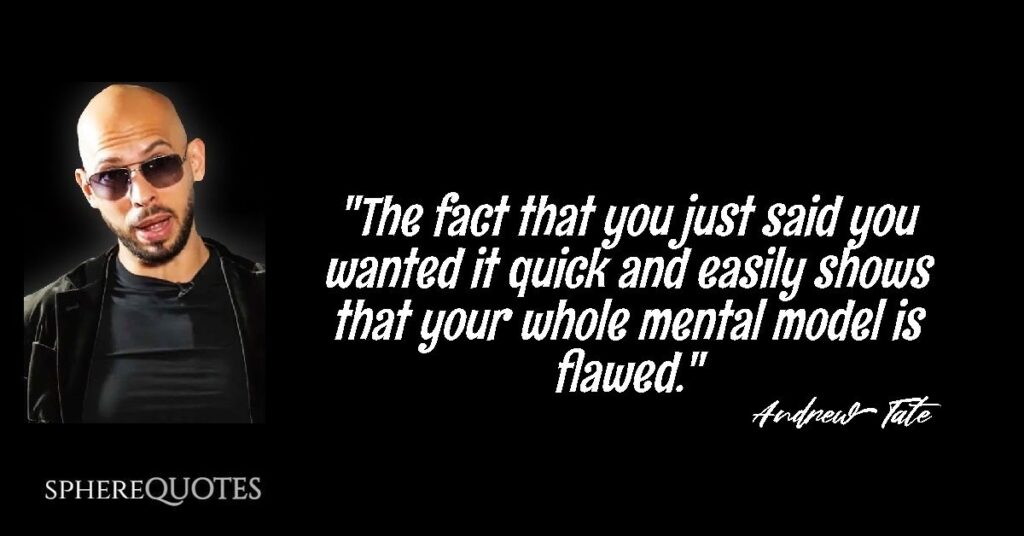 "The fact that you just said you
wanted it quick and easily shows
that your whole mental model is
flawed."
Andrew Tate
SPHEREQUOTES